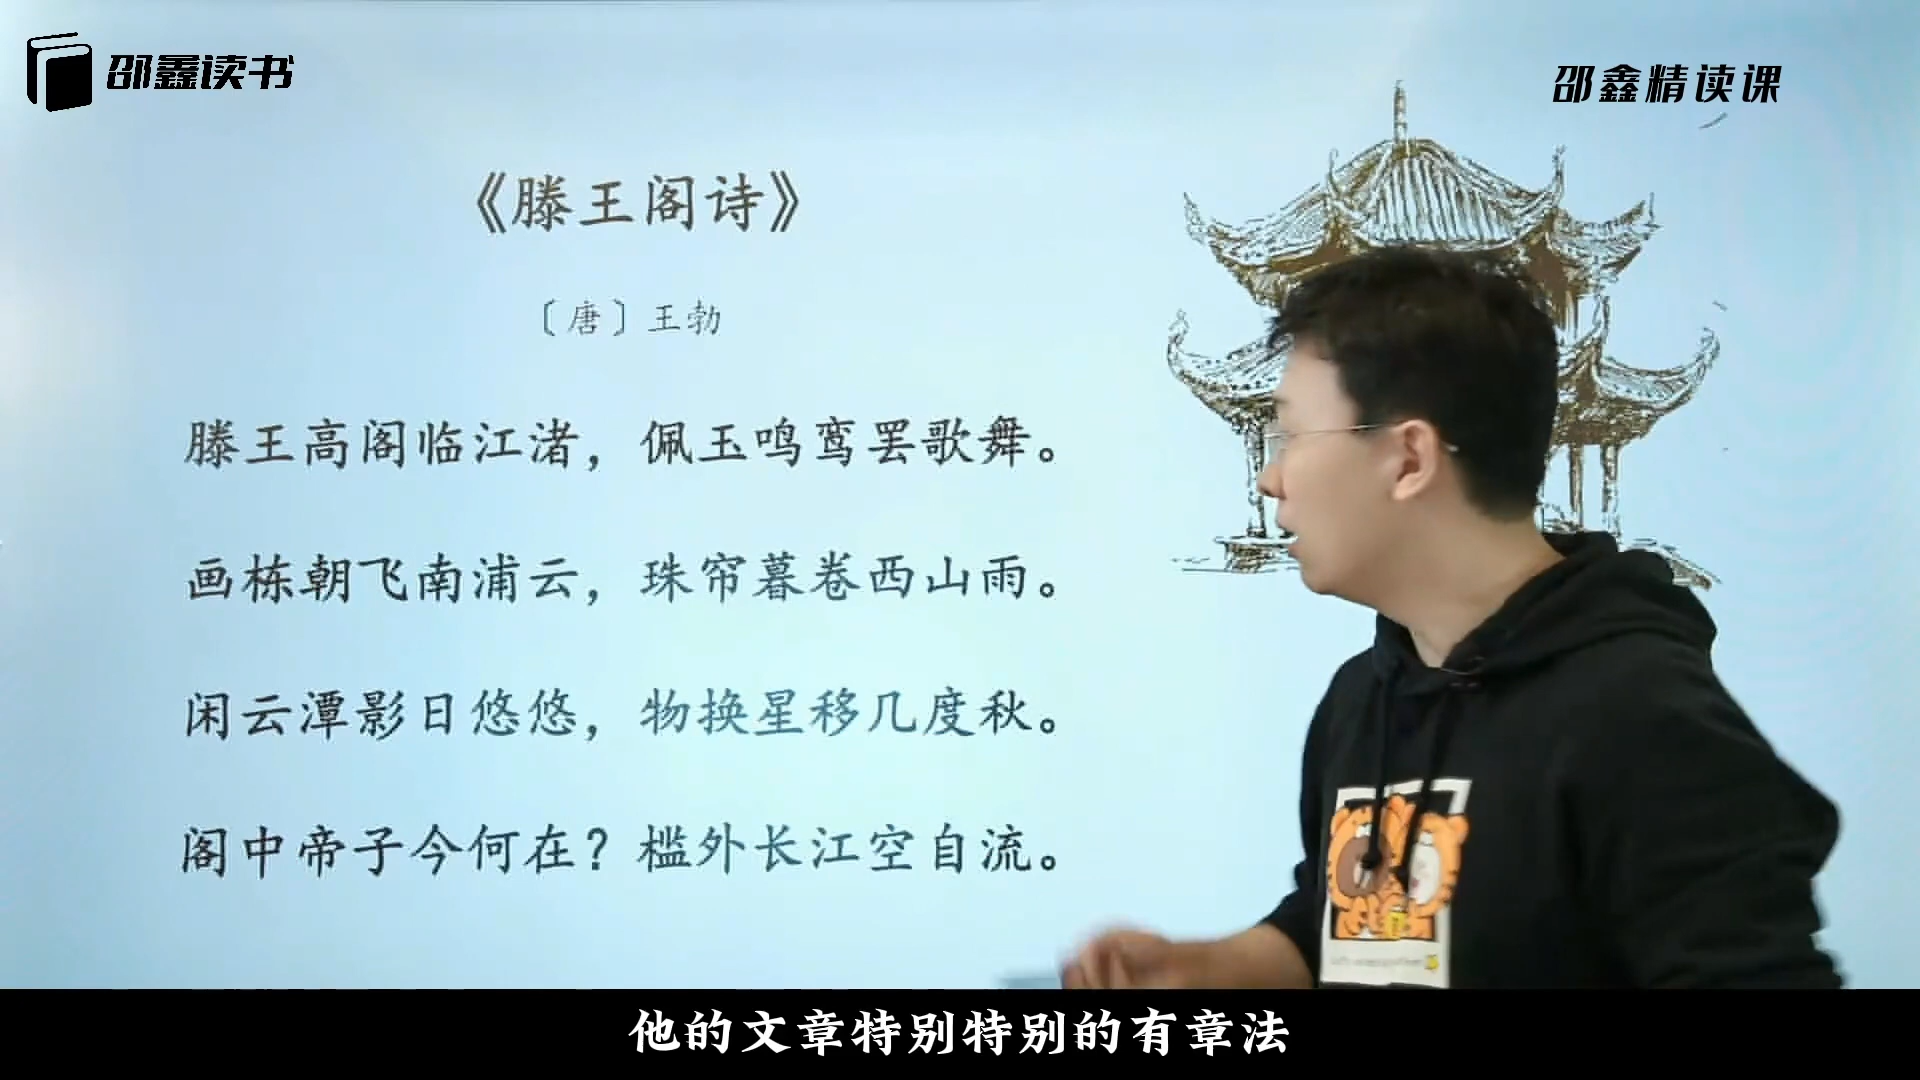 邵鑫读书
邵鑫精读课
《滕王阁诗》
〔唐〕王勃
滕王高阁临江渚，佩玉鸣鸾罢歌舞。
画栋朝飞南浦云，珠帘暮卷西山雨。
闲云潭影日悠悠，物换星移几度秋。
阁中帝子今何在？槛外长江空自流。
他的文章特别特别的有章法